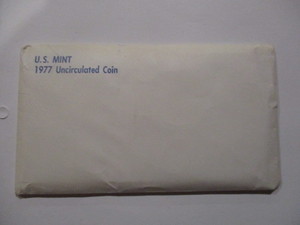 U.S. MINT
1977 Uncirculated Coin